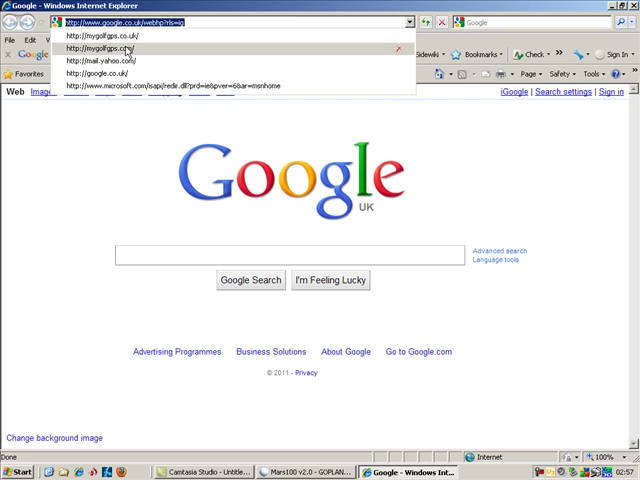 Google - Windows Internet Explorer
http://www.google.co.uk/webhp?rls=ig
Google
http://mygolfgps.co.uk/
http://mygolfgps.com/
http://mail.yahoo.com/
http://google.co.uk/
http://www.microsoft.com/isapi/redir.dll?prd=ie&pver=6&ar=msnhome
File Edit
Sidewiki Bookmarks Check Sign In
Favorites
Page Safety Tools
Web Images
iGoogle | Search settings | Sign in
Google
UK
Advanced search
Language tools
Google Search I'm Feeling Lucky
Advertising Programmes Business Solutions About Google Go to Google.com
© 2011 - Privacy
Change background image
Done
Internet
100%
Start
Camtasia Studio - Untitle...
Mars100 v2.0 - GOPLAN...
Google - Windows Int...
02:57